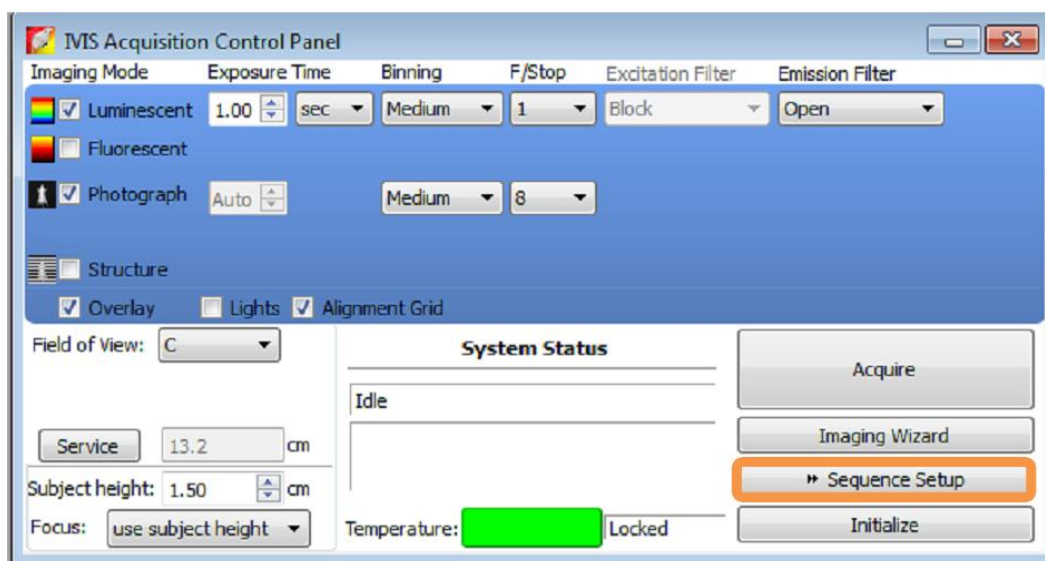 IVIS Acquisition Control Panel
Imaging Mode Exposure Time Binning F/Stop Excitation Filter Emission Filter
Luminescent 1.00 sec Medium 1 Block Open
Fluorescent
Photograph Auto Medium 8
Structure
Overlay Lights Alignment Grid
Field of View: C
System Status
Acquire
Idle
Service 13.2 cm
Imaging Wizard
Subject height: 1.50 cm
Sequence Setup
Focus: use subject height
Temperature: Locked
Initialize